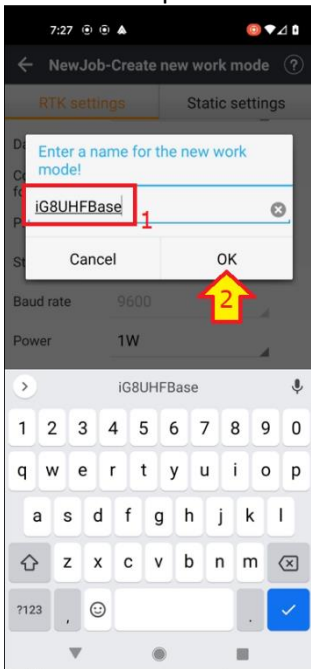 7:27
NewJob-Create new work mode ?
RTK settings Static settings
Enter a name for the new work
mode!
iG8UHFBase
1
Cancel OK
2
Baud rate 9600
Power 1W
iG8UHFBase
1 2 3 4 5 6 7 8 9 0
q w e r t y u i o p
a s d f g h j k l
z x c v b n m
?123 , .